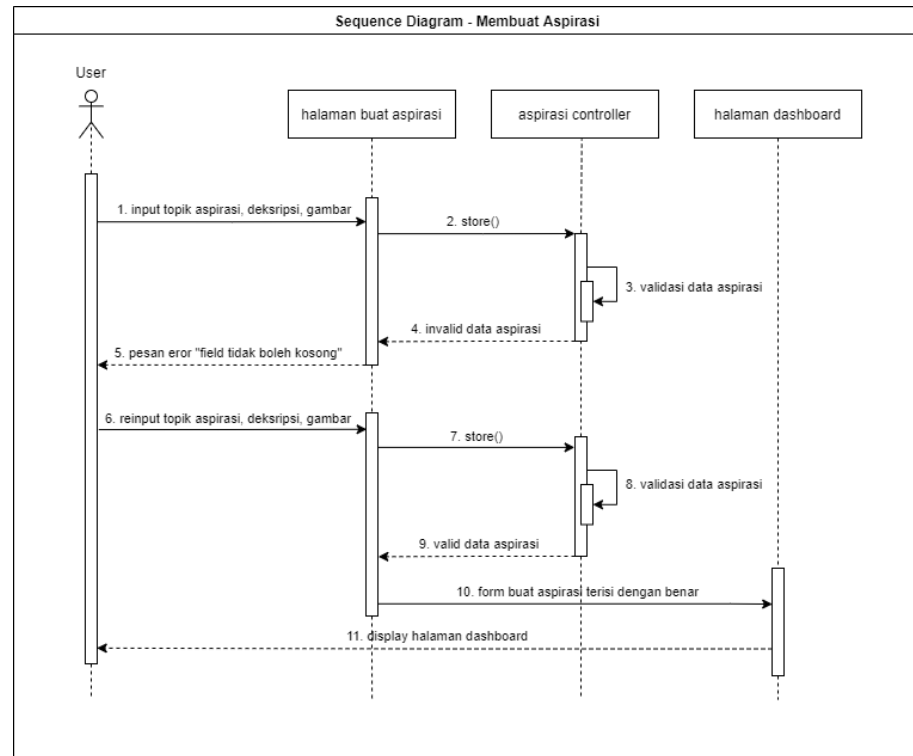 Sequence Diagram - Membuat Aspirasi
User
halaman buat aspirasi
aspirasi controller
halaman dashboard
1. input topik aspirasi, deksripsi, gambar
2. store()
3. validasi data aspirasi
4. invalid data aspirasi
5. pesan eror "field tidak boleh kosong"
6. reinput topik aspirasi, deksripsi, gambar
7. store()
8. validasi data aspirasi
9. valid data aspirasi
10. form buat aspirasi terisi dengan benar
11. display halaman dashboard